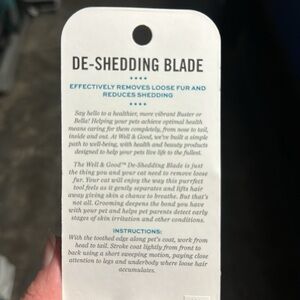 DE-SHEDDING BLADE
EFFECTIVELY REMOVES LOOSE FUR AND
REDUCES SHEDDING
Say hello to a healthier, more vibrant Buster or
Bella! Helping your pets achieve optimal health
means caring for them completely, from nose to tail,
inside and out. At Well & Good, we've built a simple
path to well-being, with health and beauty products
designed to help your pets live life to the fullest.
The Well & Good™ De-Shedding Blade is just
the thing you and your cat need to remove loose
fur. Your cat will enjoy the way this purrfect
tool feels as it gently separates and lifts hair
away giving skin a chance to breathe. But that's
not all. Grooming deepens the bond you have
with your pet and helps pet parents detect early
stages of skin irritation and other conditions.
INSTRUCTIONS:
With the toothed edge along pet's coat, work from
head to tail. Stroke coat lightly from front to
back using a short sweeping motion, paying close
attention to legs and underbody where loose hair
accumulates.